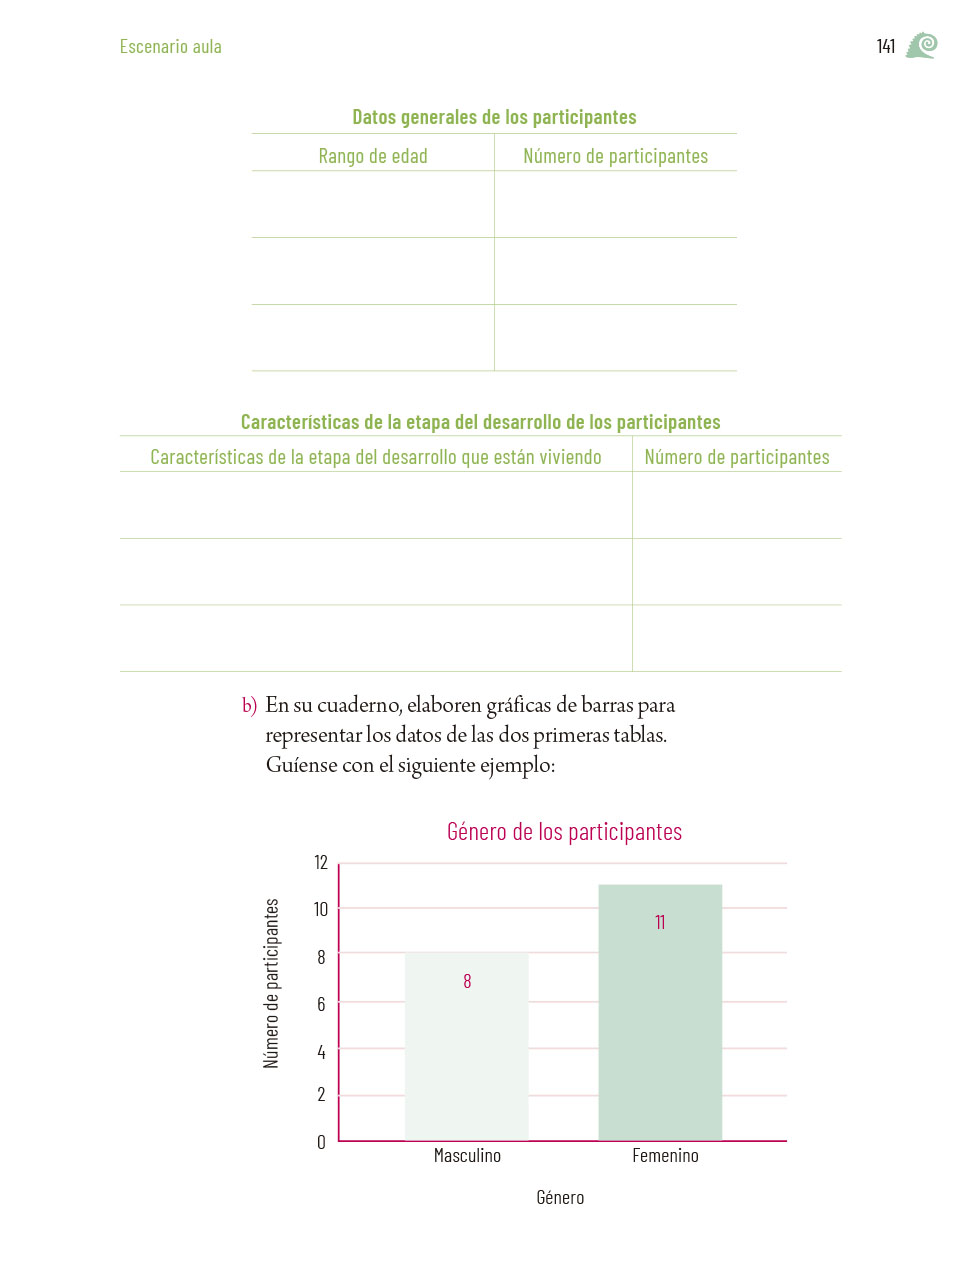 Escenario aula
141
Datos generales de los participantes
Rango de edad
Número de participantes
Características de la etapa del desarrollo de los participantes
Características de la etapa del desarrollo que están viviendo
Número de participantes
b) En su cuaderno, elaboren gráficas de barras para
representar los datos de las dos primeras tablas.
Guíense con el siguiente ejemplo:
Género de los participantes
Número de participantes
12
10
8
6
4
2
0
8
11
Masculino
Femenino
Género